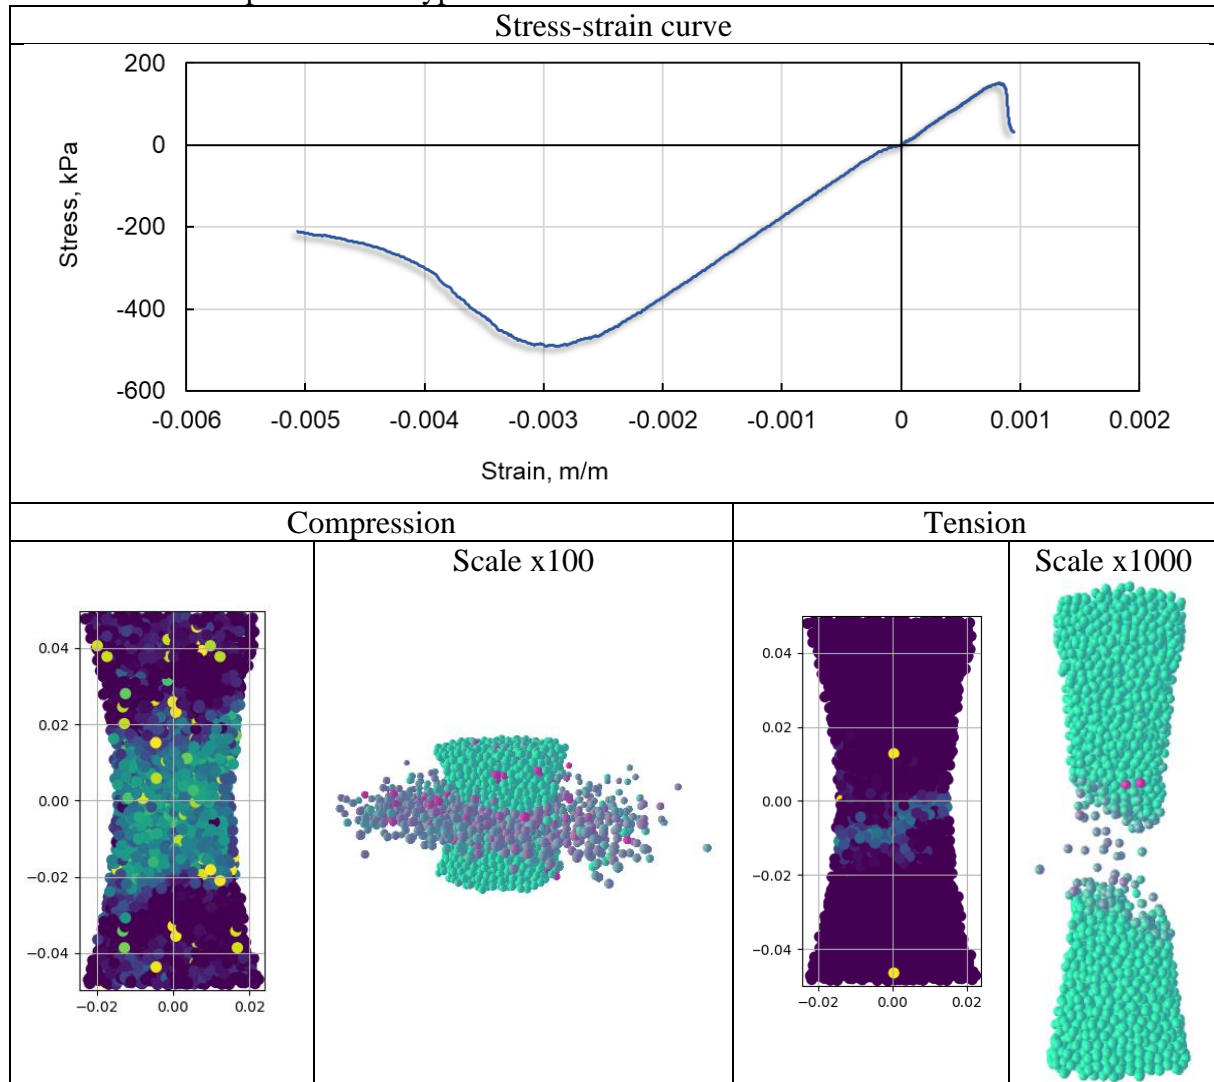 Stress-strain curve
200
0
-200
-400
-600
Stress, kPa
-0.006 -0.005 -0.004 -0.003 -0.002 -0.001 0 0.001 0.002
Strain, m/m
Compression Tension
Scale x100 Scale x1000
0.04
0.02
0.00
−0.02
−0.04
−0.02 0.00 0.02
0.04
0.02
0.00
−0.02
−0.04
−0.02 0.00 0.02